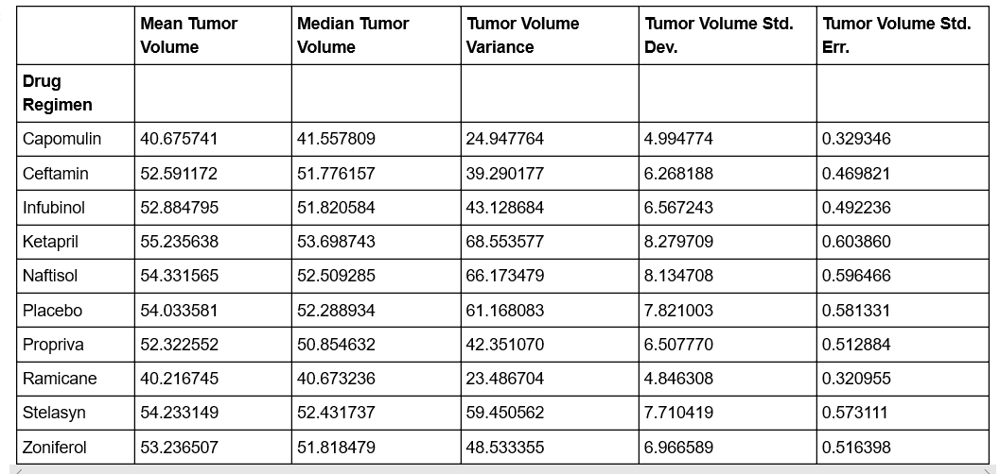 Mean Tumor Volume Median Tumor Volume Tumor Volume Variance Tumor Volume Std. Dev. Tumor Volume Std. Err.
Drug Regimen
Capomulin 40.675741 41.557809 24.947764 4.994774 0.329346
Ceftamin 52.591172 51.776157 39.290177 6.268188 0.469821
Infubinol 52.884795 51.820584 43.128684 6.567243 0.492236
Ketapril 55.235638 53.698743 68.553577 8.279709 0.603860
Naftisol 54.331565 52.509285 66.173479 8.134708 0.596466
Placebo 54.033581 52.288934 61.168083 7.821003 0.581331
Propriva 52.322552 50.854632 42.351070 6.507770 0.512884
Ramicane 40.216745 40.673236 23.486704 4.846308 0.320955
Stelasyn 54.233149 52.431737 59.450562 7.710419 0.573111
Zoniferol 53.236507 51.818479 48.533355 6.966589 0.516398